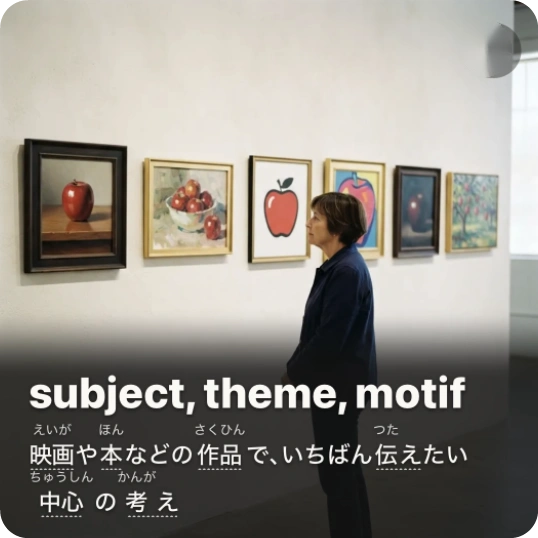 subject, theme, motif
えいが ほん さくひん つた
映画や本などの作品で、いちばん伝えたい
ちゅうしん かんが
中心の考え